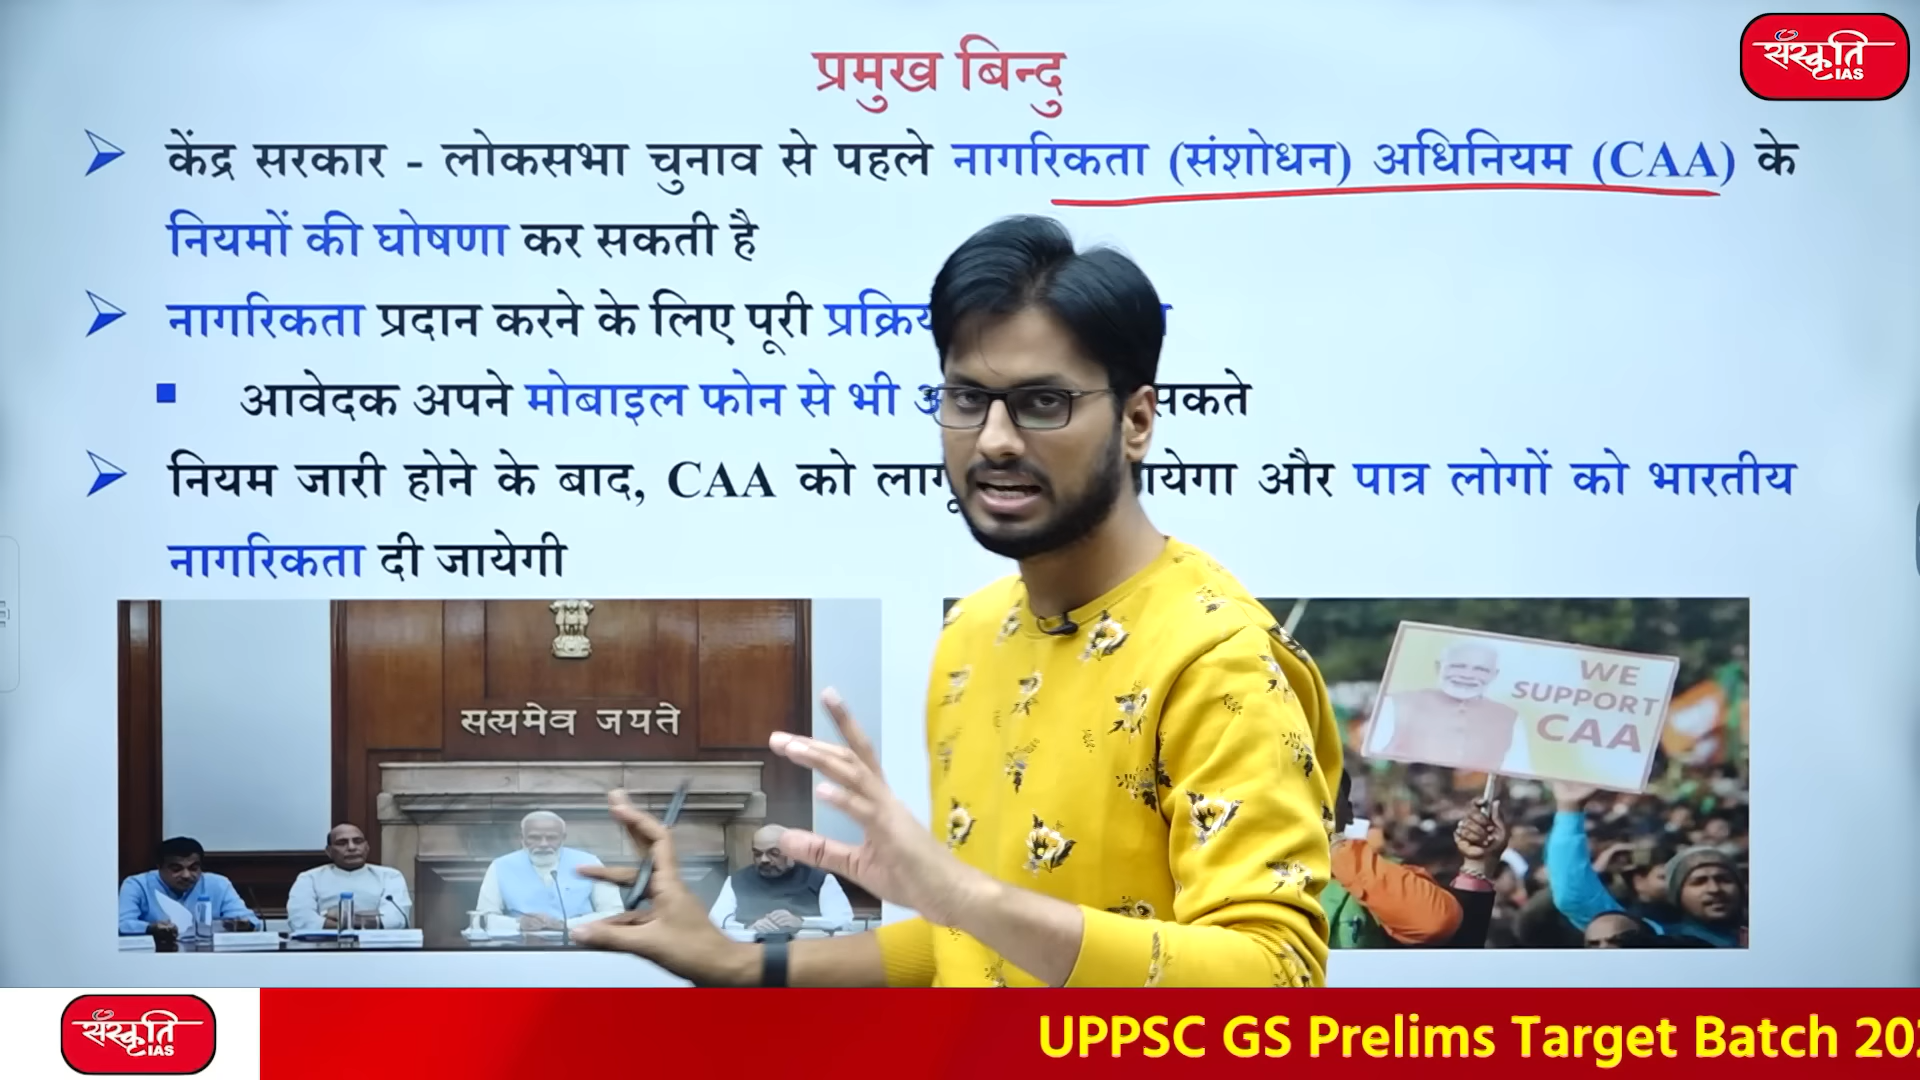 प्रमुख बिन्दु
संस्कृति
IAS
केंद्र सरकार - लोकसभा चुनाव से पहले नागरिकता (संशोधन) अधिनियम (CAA) के
नियमों की घोषणा कर सकती है
नागरिकता प्रदान करने के लिए पूरी
आवेदक अपने मोबाइल फोन से भी सकते
नियम जारी होने के बाद, CAA को और पात्र लोगों को भारतीय
नागरिकता दी जायेगी
सत्यमेव जयते
WE
SUPPORT
CAA
संस्कृति
IAS
UPPSC GS Prelims Target Batch